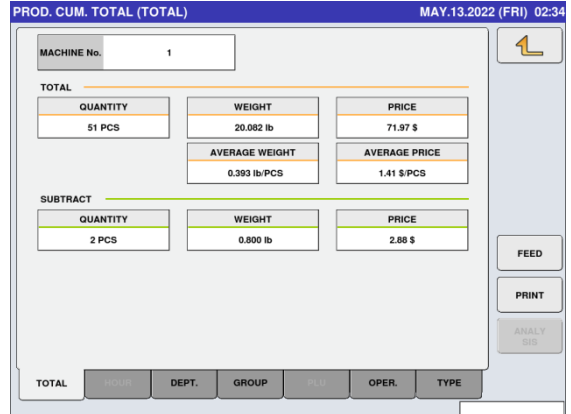 PROD. CUM. TOTAL (TOTAL) MAY.13.2022 (FRI) 02:34
MACHINE No. 1
TOTAL
QUANTITY WEIGHT PRICE
51 PCS 20.082 lb 71.97 $
AVERAGE WEIGHT AVERAGE PRICE
0.393 lb/PCS 1.41 $/PCS
SUBTRACT
QUANTITY WEIGHT PRICE
2 PCS 0.800 lb 2.88 $
FEED
PRINT
ANALY
SIS
TOTAL HOUR DEPT. GROUP PLU OPER. TYPE